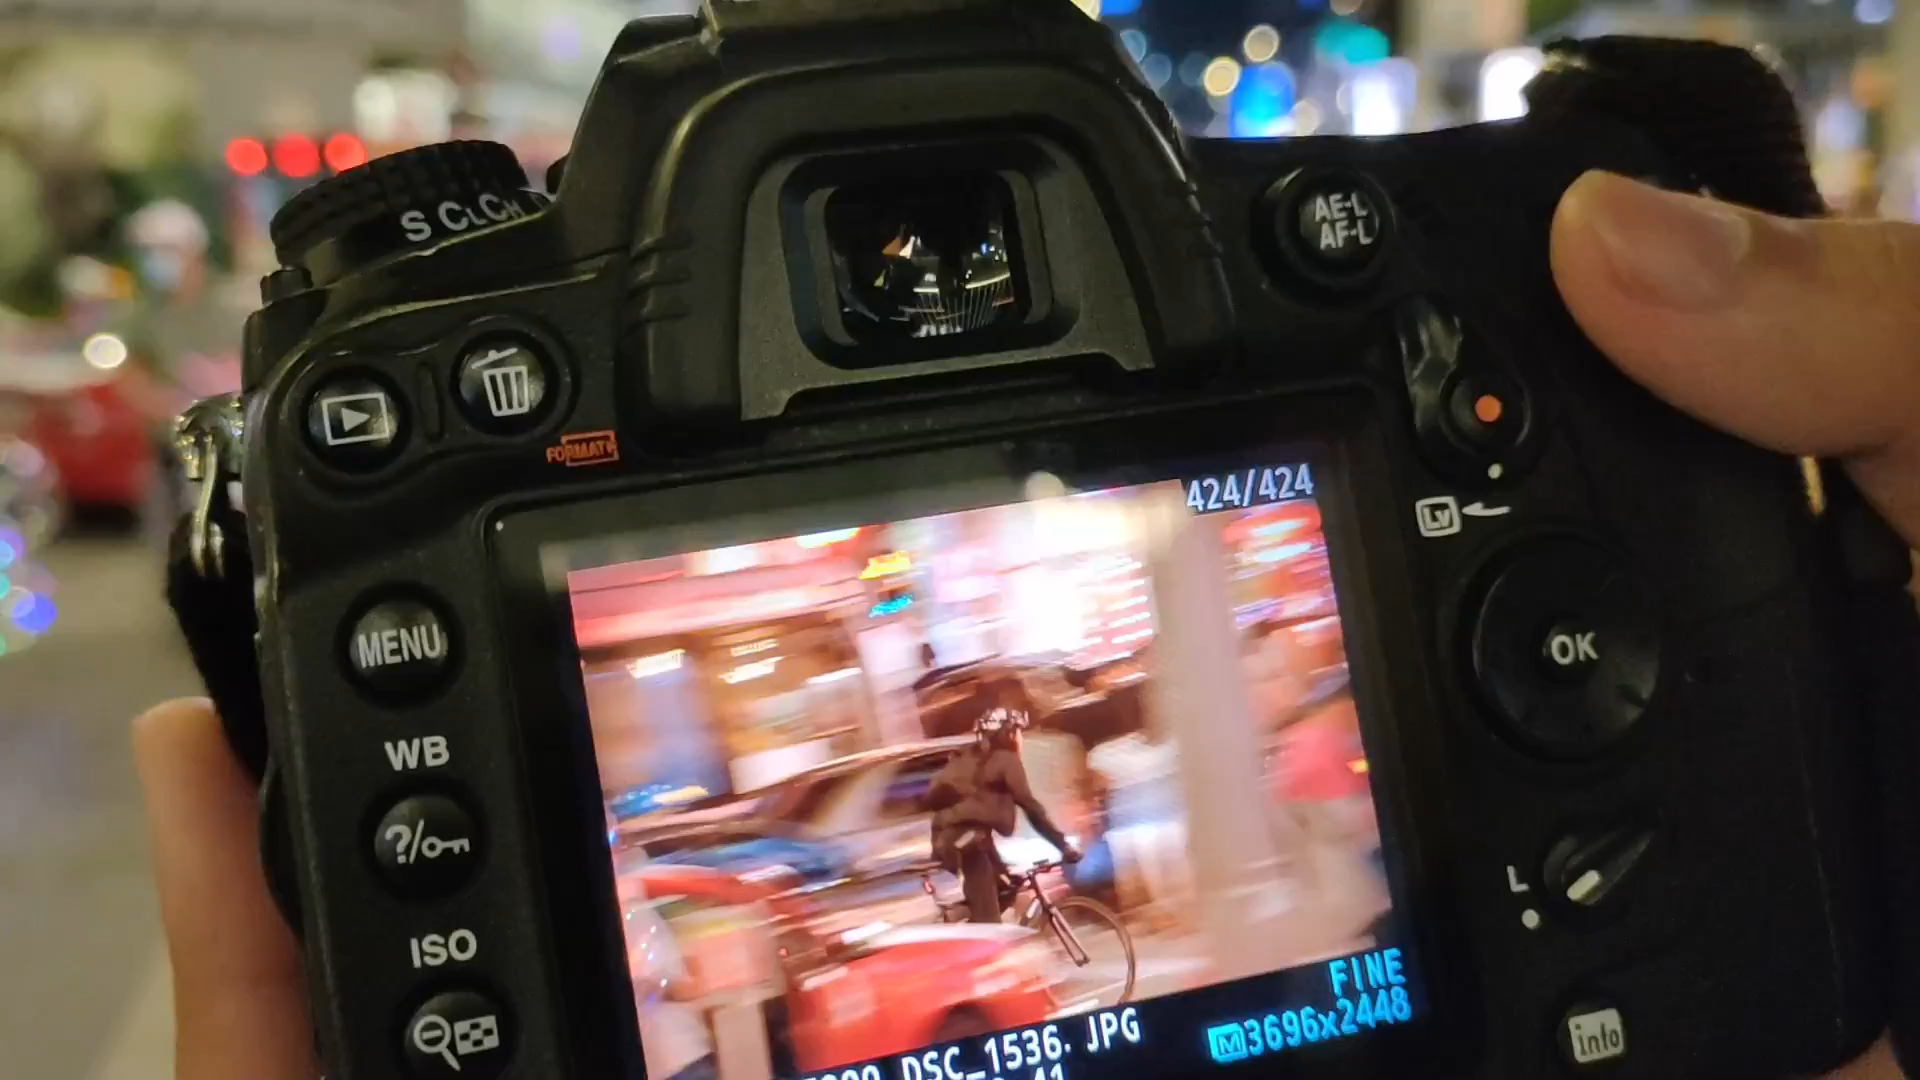 S CL CH
AE-L
AF-L
FORMAT
424/424
Lv
MENU
OK
WB
?/
L
ISO
FINE
M 3696x2448
DSC_1536.JPG
info